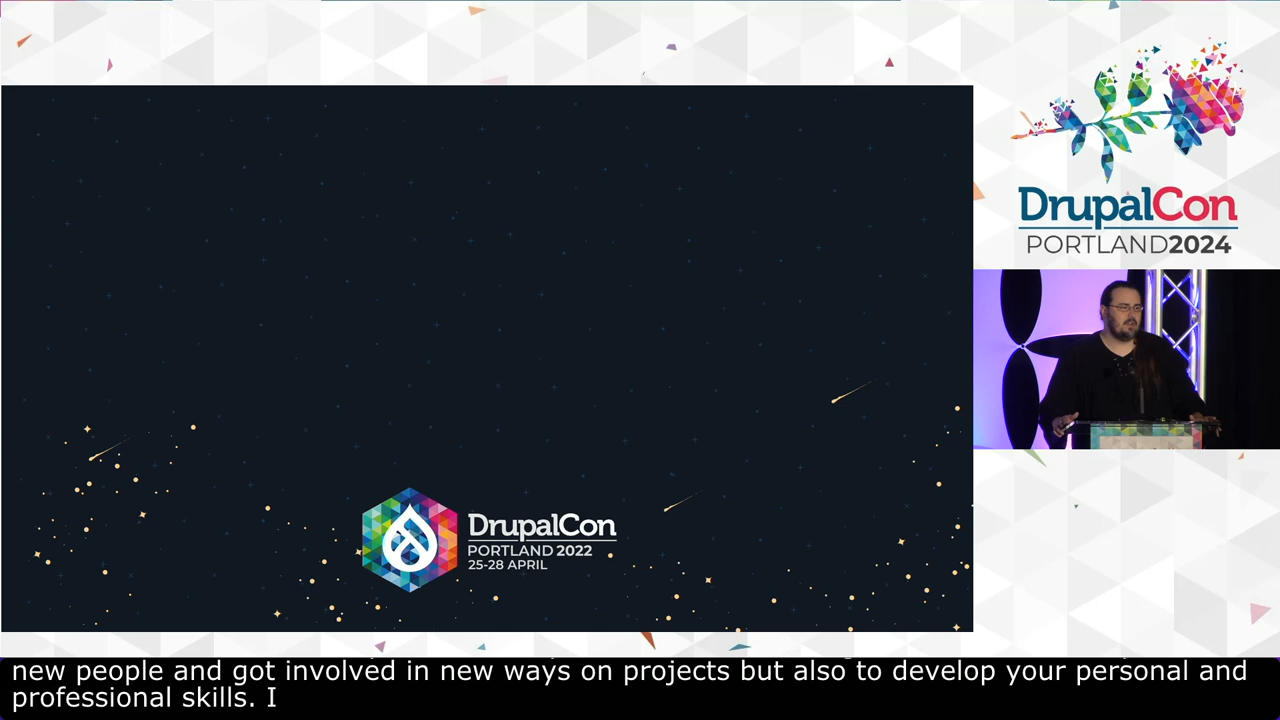 DrupalCon
PORTLAND2024
DrupalCon
PORTLAND 2022
25-28 APRIL
new people and got involved in new ways on projects but also to develop your personal and
professional skills. I